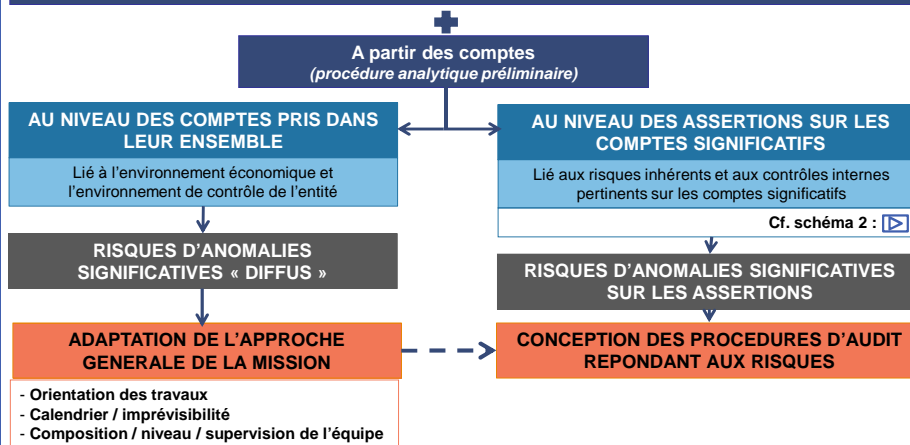 A partir des comptes
(procédure analytique préliminaire)
AU NIVEAU DES COMPTES PRIS DANS
LEUR ENSEMBLE
Lié à l'environnement économique et
l'environnement de contrôle de l'entité
RISQUES D'ANOMALIES
SIGNIFICATIVES « DIFFUS »
ADAPTATION DE L'APPROCHE
GENERALE DE LA MISSION
- Orientation des travaux
- Calendrier / imprévisibilité
- Composition / niveau / supervision de l'équipe
AU NIVEAU DES ASSERTIONS SUR LES
COMPTES SIGNIFICATIFS
Lié aux risques inhérents et aux contrôles internes
pertinents sur les comptes significatifs
Cf. schéma 2 :
RISQUES D'ANOMALIES SIGNIFICATIVES
SUR LES ASSERTIONS
CONCEPTION DES PROCEDURES D'AUDIT
REPONDANT AUX RISQUES